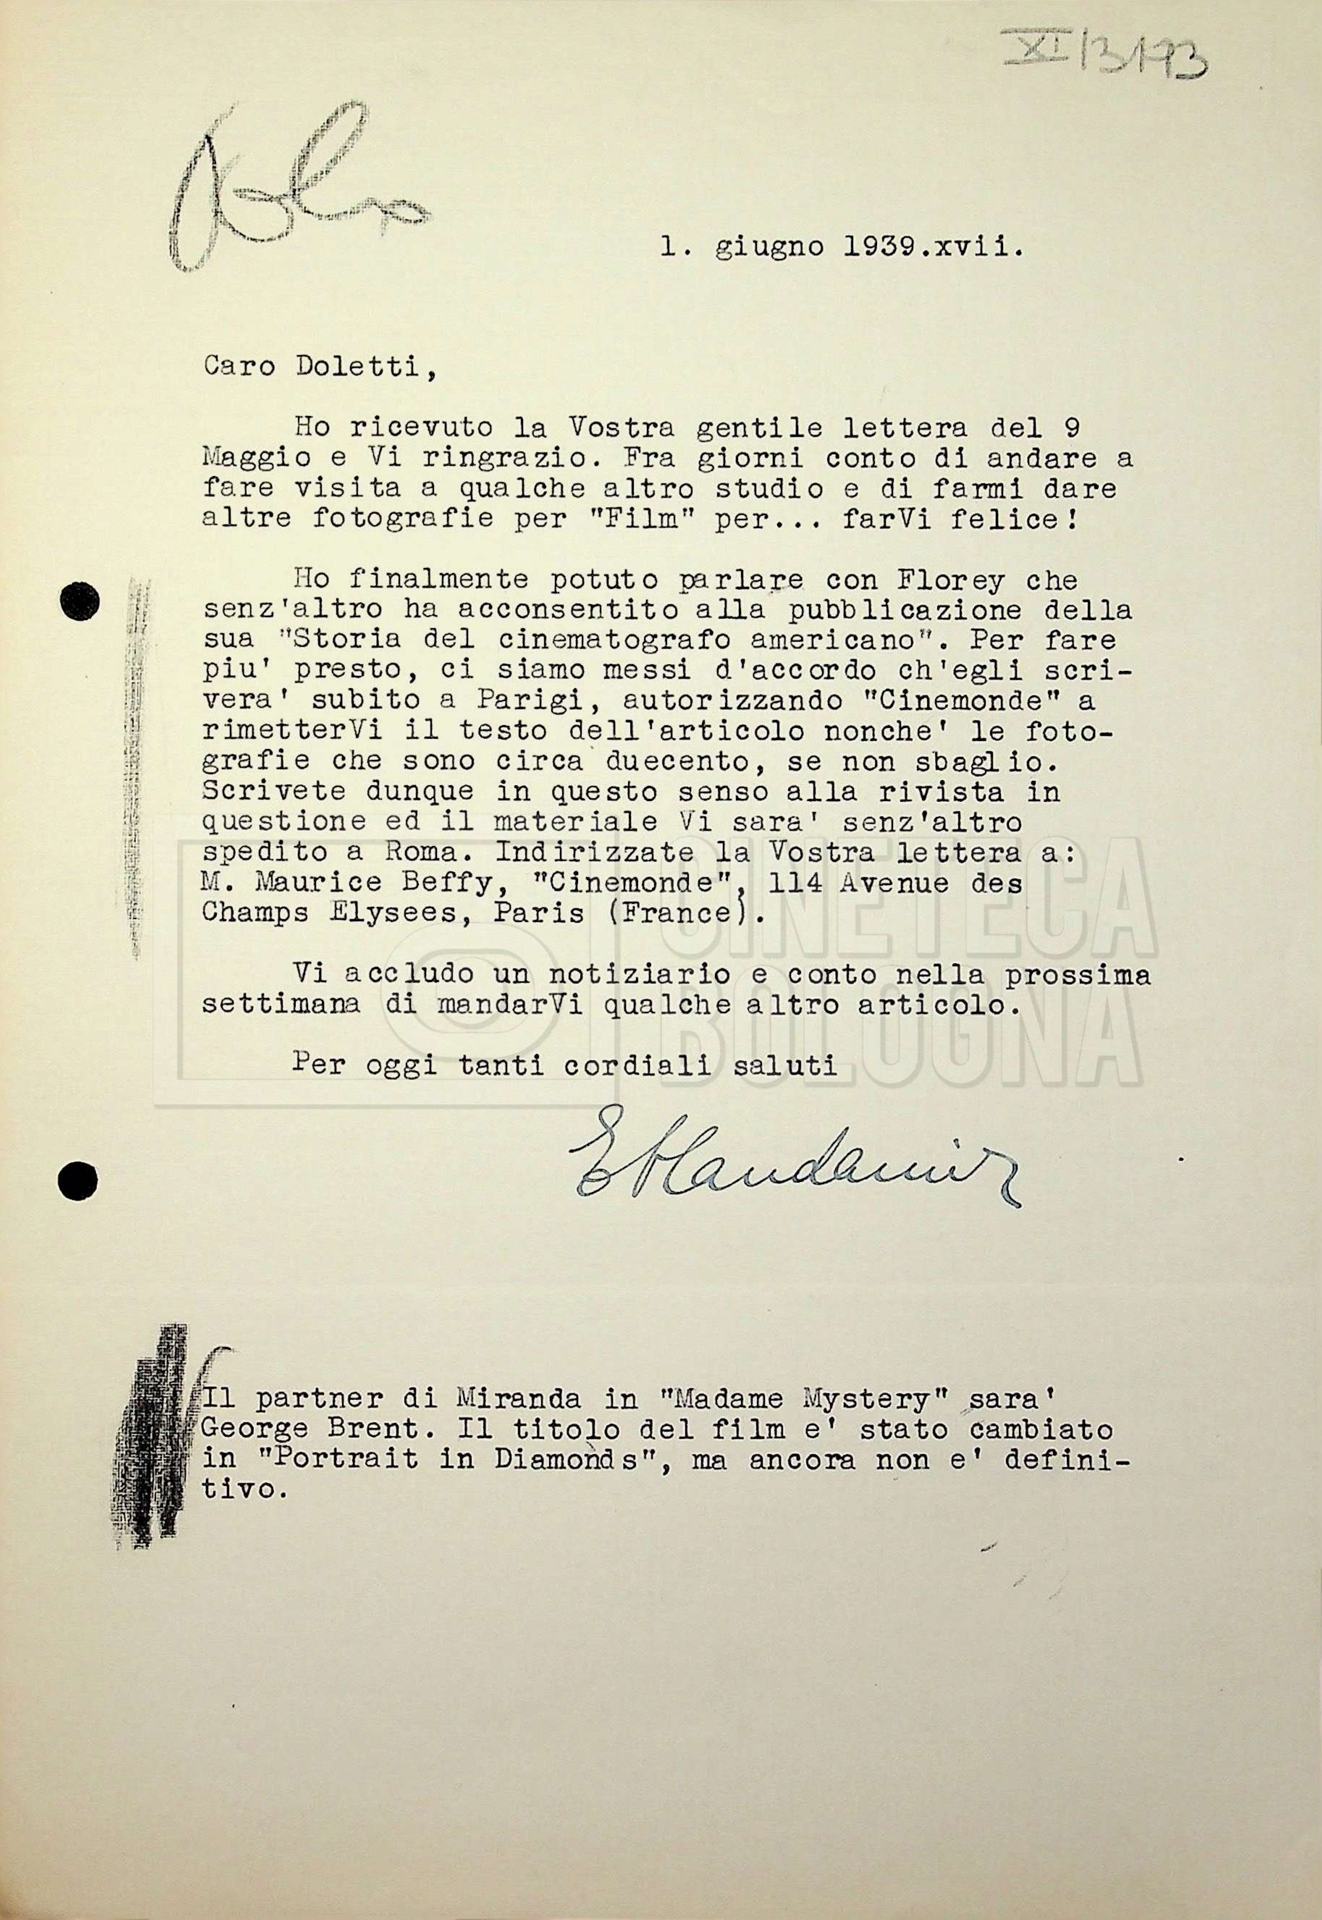 XI/3/73
1. giugno 1939.xvii.
Caro Doletti,
Ho ricevuto la Vostra gentile lettera del 9
Maggio e Vi ringrazio. Fra giorni conto di andare a
fare visita a qualche altro studio e di farmi dare
altre fotografie per "Film" per... farVi felice!
Ho finalmente potuto parlare con Florey che
senz'altro ha acconsentito alla pubblicazione della
sua "Storia del cinematografo americano". Per fare
piu' presto, ci siamo messi d'accordo ch'egli scri-
vera' subito a Parigi, autorizzando "Cinemonde" a
rimetterVi il testo dell'articolo nonche' le foto-
grafie che sono circa duecento, se non sbaglio.
Scrivete dunque in questo senso alla rivista in
questione ed il materiale Vi sara' senz'altro
spedito a Roma. Indirizzate la Vostra lettera a:
M. Maurice Beffy, "Cinemonde", 114 Avenue des
Champs Elysees, Paris (France).
Vi accludo un notiziario e conto nella prossima
settimana di mandarVi qualche altro articolo.
Per oggi tanti cordiali saluti
CINETECA
BOLOGNA
Il partner di Miranda in "Madame Mystery" sara'
George Brent. Il titolo del film e' stato cambiato
in "Portrait in Diamonds", ma ancora non e' defini-
tivo.